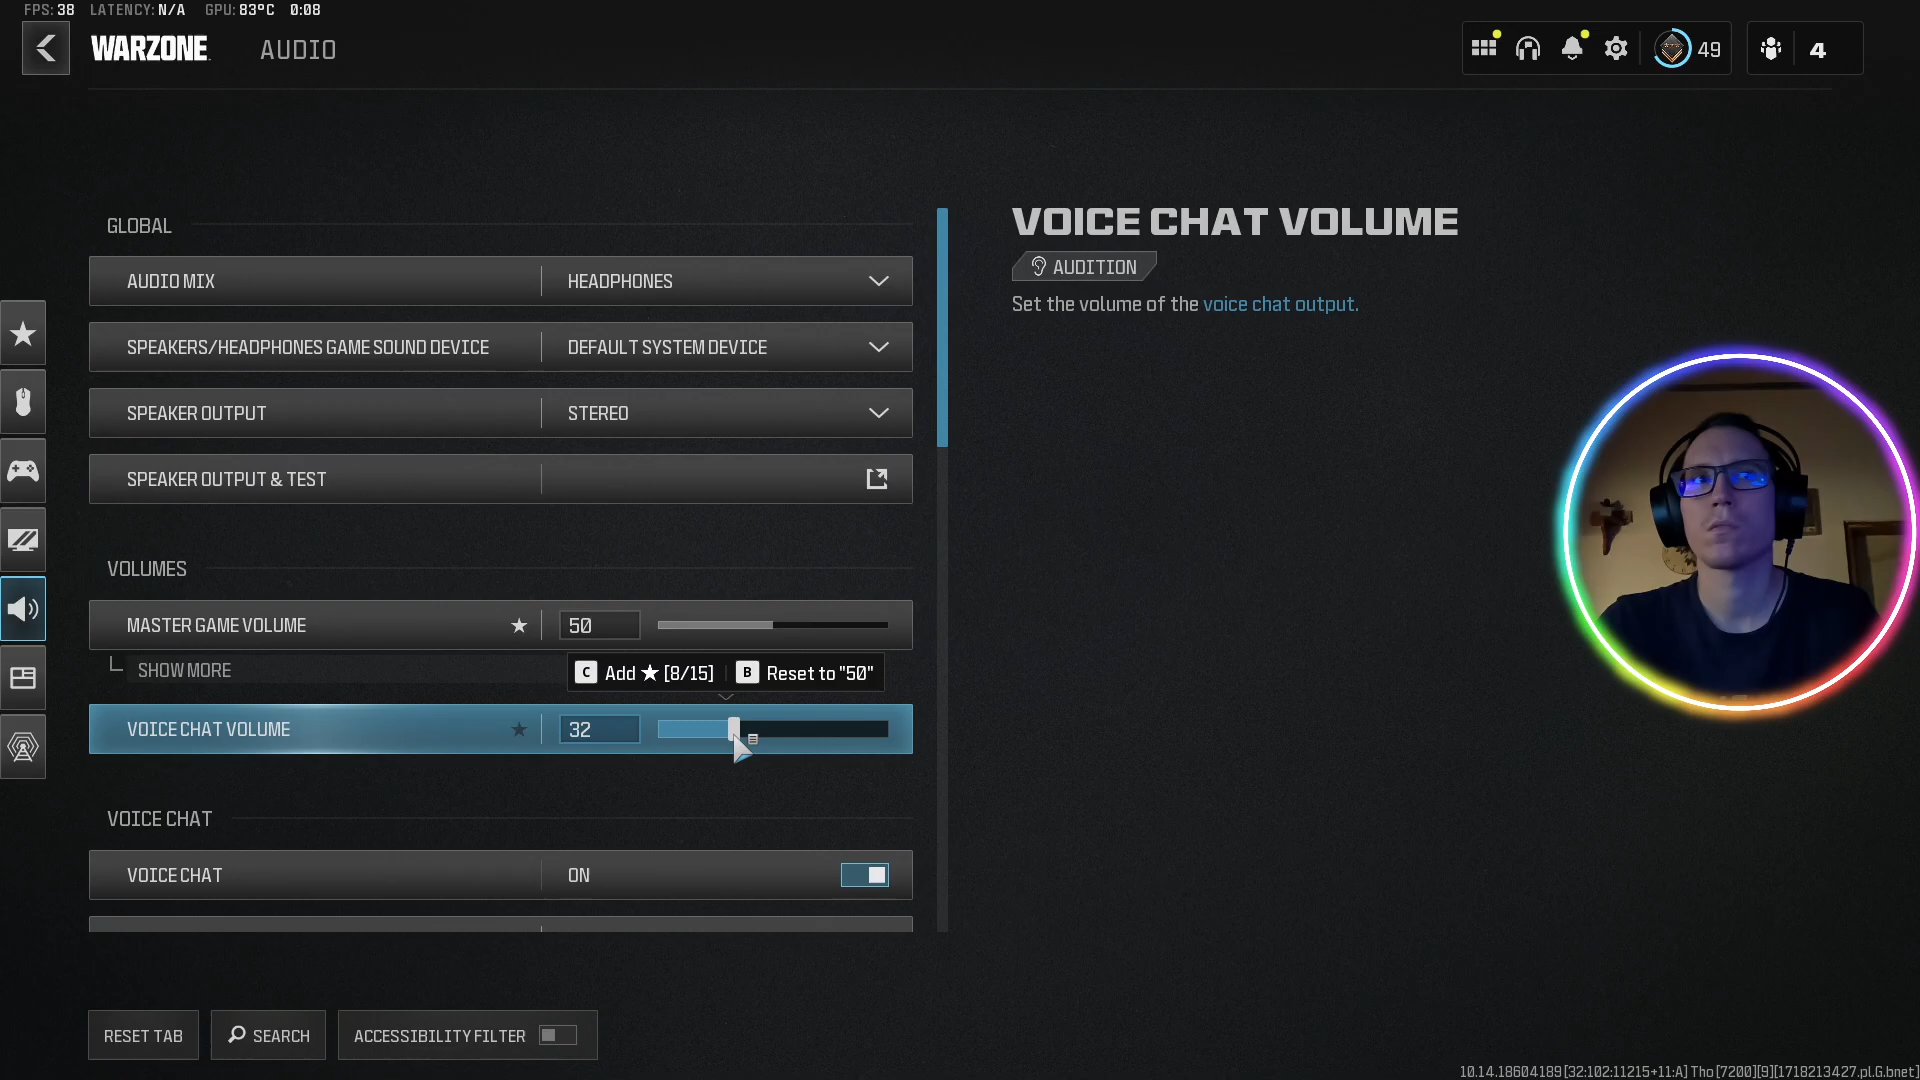 FPS: 38 LATENCY: N/A GPU: 83°C 0:08
WARZONE AUDIO
49
4
GLOBAL
AUDIO MIX HEADPHONES
SPEAKERS/HEADPHONES GAME SOUND DEVICE DEFAULT SYSTEM DEVICE
SPEAKER OUTPUT STEREO
SPEAKER OUTPUT & TEST
VOLUMES
MASTER GAME VOLUME 50
SHOW MORE
C Add ★ [8/15] B Reset to "50"
VOICE CHAT VOLUME 32
VOICE CHAT
VOICE CHAT ON
VOICE CHAT VOLUME
AUDITION
Set the volume of the voice chat output.
RESET TAB SEARCH ACCESSIBILITY FILTER
10.14.18604189 [32:102:11215+11:A] Tho [7200][9][1718213427.pl.G.bnet]